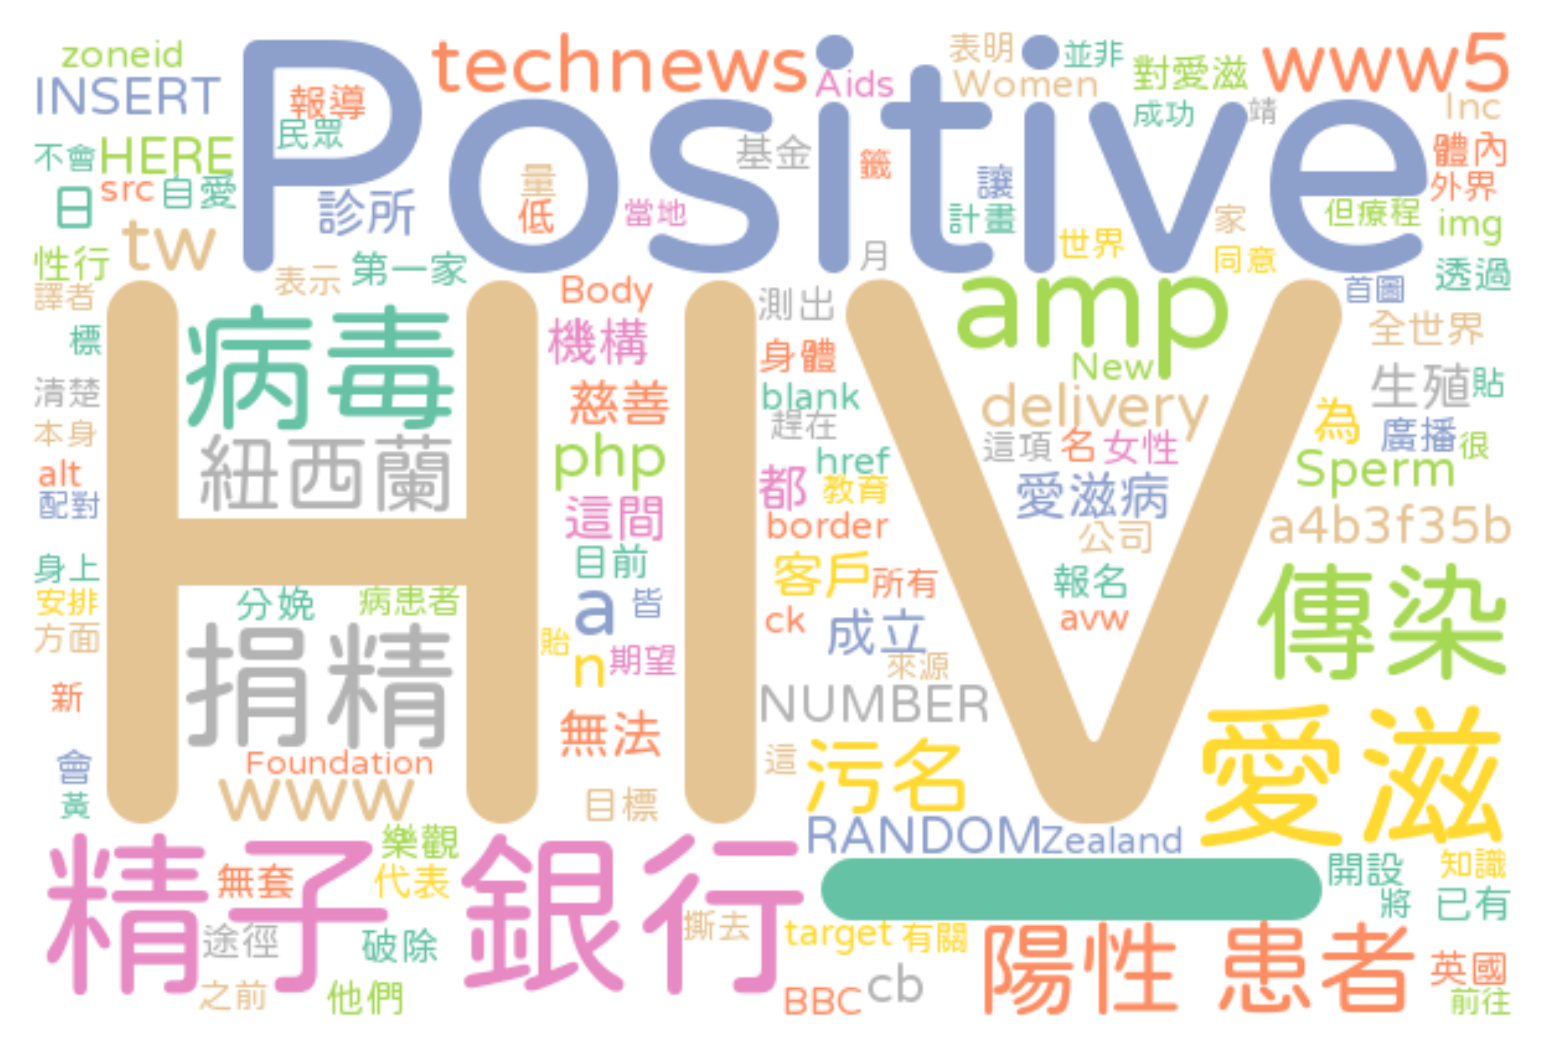 zoneid technews 表明 並非 對愛滋 www5
INSERT Positive Aids Women 成功 靖 Inc
報導 民眾
不會 HERE 基金 籤 體內
日 src 自愛 診所 量 低 當地 讓 計畫 家 但療程 外界 img
性行 tw 表示 第一家 月 世界 同意 透過
譯者 HIV Body 測出 amp 首圖
標 病毒 機構 身體 New 全世界
清楚 慈善 blank 趕在 delivery 為 生殖 貼
本身 紐西蘭 php 都 href 這項 名 女性 廣播 很
alt 教育 愛滋病 Sperm
配對 這間 border 公司 a4b3f35b
身上 目前 客戶 所有 報名 傳染
安排 分娩 病患者 a 皆 ck 成立 avw
方面 捐精 貽 n 期望 來源
新 無法 NUMBER
會 Foundation 這 污名 愛滋
黃 www 目標
精子 銀行 樂觀 RANDOM Zealand
無套 代表 開設 知識
途徑 破除 撕去 target 有關 陽性 患者 將 已有
之前 他們 BBC cb 英國
前往